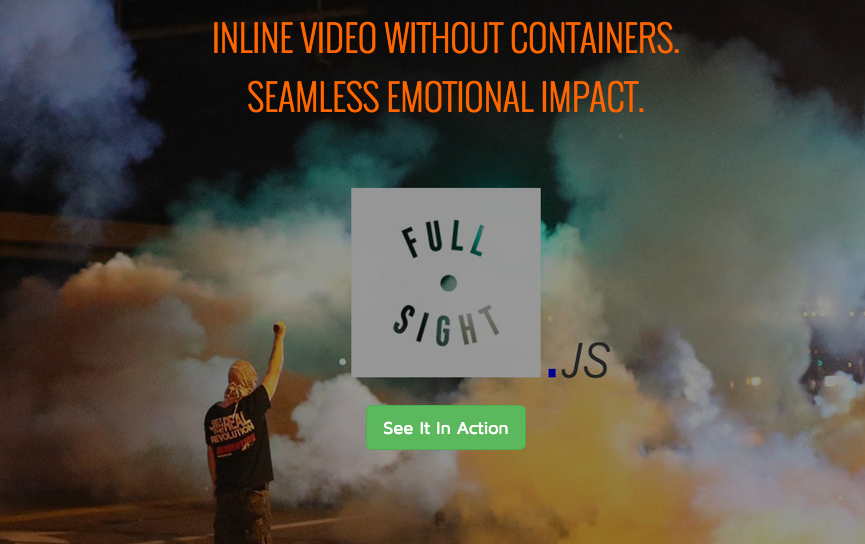 INLINE VIDEO WITHOUT CONTAINERS.
SEAMLESS EMOTIONAL IMPACT.
FULL
SIGHT
.JS
See It In Action
REAL
REVOLUTION